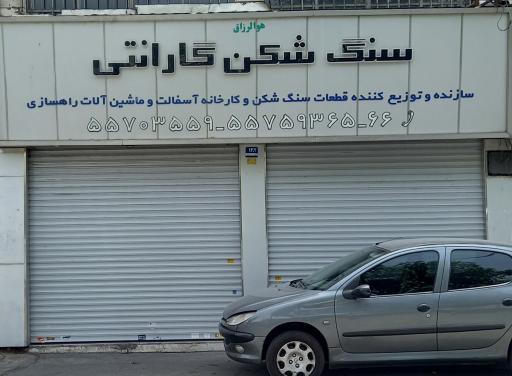 هوالرزاق
سنگ شکن گارانتی
سازنده و توزیع کننده قطعات سنگ شکن و کارخانه آسفالت و ماشین آلات راهسازی
۵۵۷۰۳۵۵۹_۵۵۷۵۹۳۶۵_۶۶